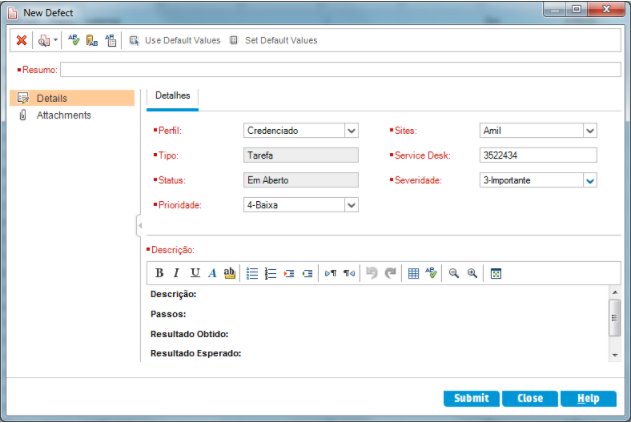 New Defect
Use Default Values Set Default Values
Resumo:
Details
Attachments
Detalhes
Perfil: Credenciado Sites: Amil
Tipo: Tarefa Service Desk: 3522434
Status: Em Aberto Severidade: 3-Importante
Prioridade: 4-Baixa
Descrição:
B I U A ab
Descrição:
Passos:
Resultado Obtido:
Resultado Esperado:
Submit Close Help